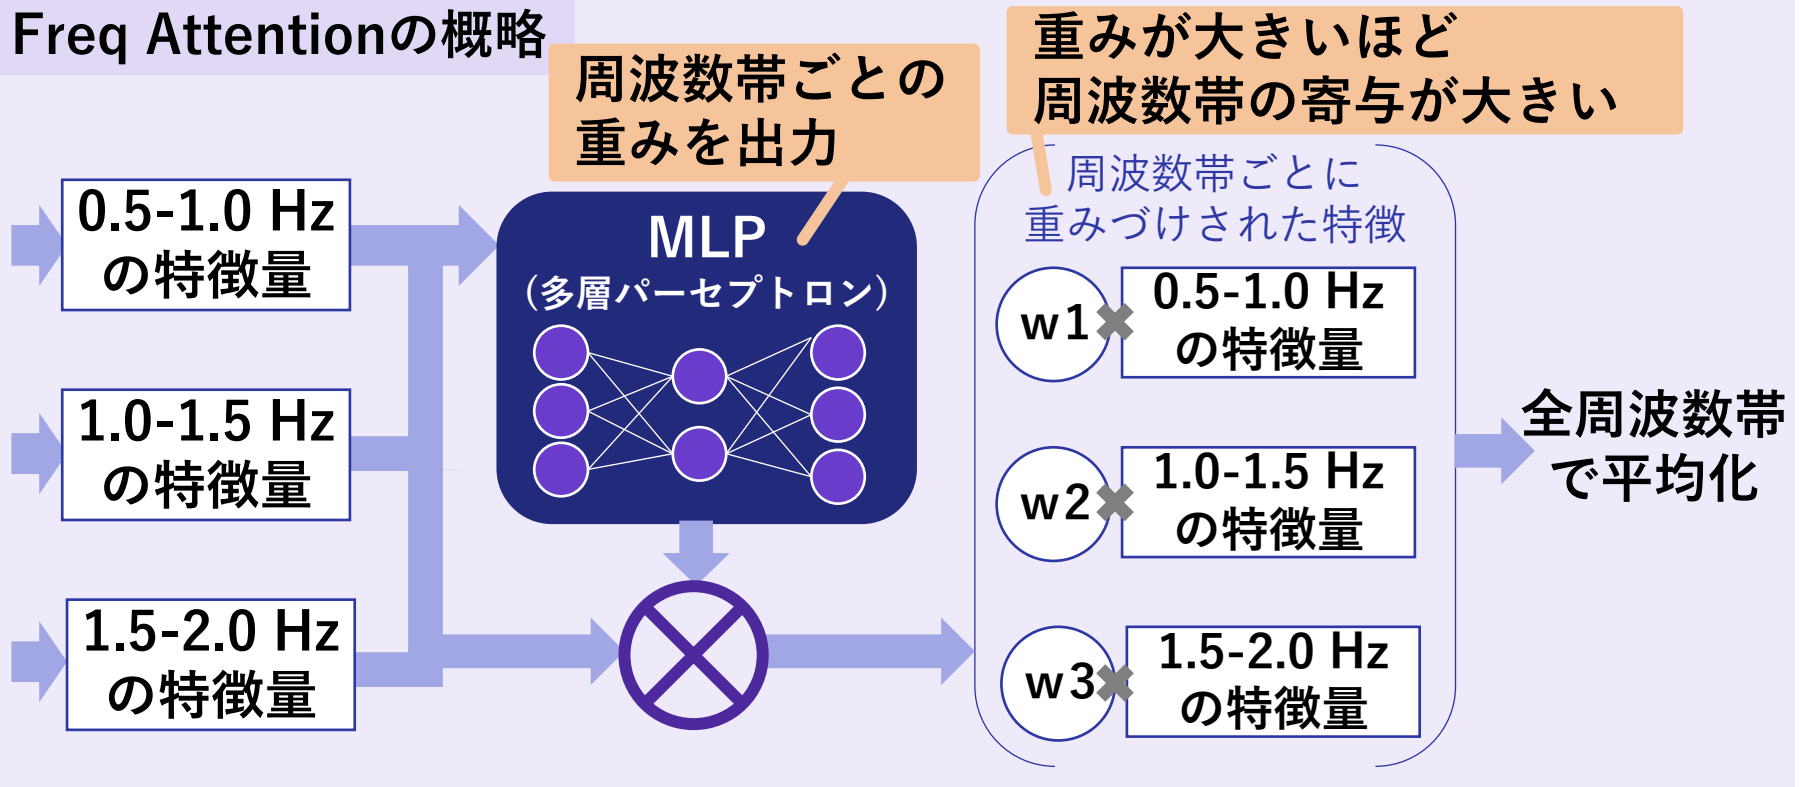 Freq Attentionの概略
周波数帯ごとの
重みを出力
重みが大きいほど
周波数帯の寄与が大きい
0.5-1.0 Hz
の特徴量
1.0-1.5 Hz
の特徴量
1.5-2.0 Hz
の特徴量
MLP
(多層パーセプトロン)
周波数帯ごとに
重みづけされた特徴
w1
0.5-1.0 Hz
の特徴量
w2
1.0-1.5 Hz
の特徴量
w3
1.5-2.0 Hz
の特徴量
全周波数帯
で平均化